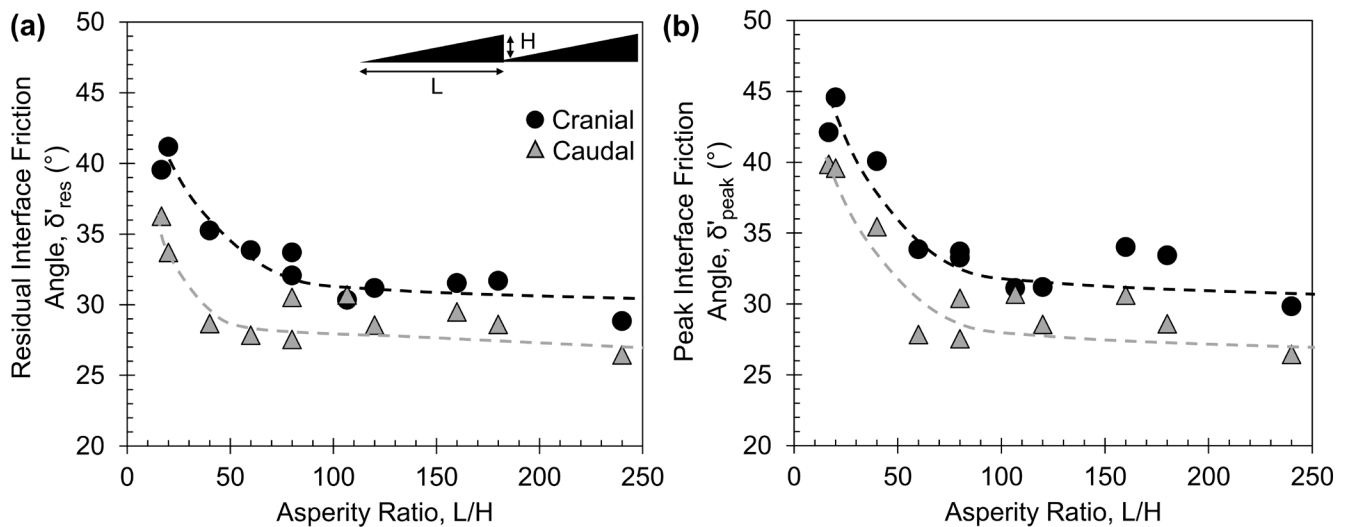 (a)
50
45
40
35
30
25
20
0
50
100
150
200
250
Residual Interface Friction
Angle, δ'res (°)
Asperity Ratio, L/H
H
L
Cranial
Caudal
(b)
50
45
40
35
30
25
20
0
50
100
150
200
250
Peak Interface Friction
Angle, δ'peak (°)
Asperity Ratio, L/H